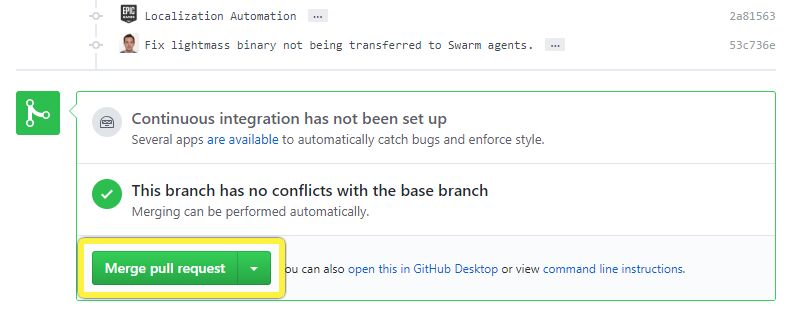 Localization Automation ... 2a81563
Fix lightmass binary not being transferred to Swarm agents. ... 53c736e
Continuous integration has not been set up
Several apps are available to automatically catch bugs and enforce style.
This branch has no conflicts with the base branch
Merging can be performed automatically.
Merge pull request ou can also open this in GitHub Desktop or view command line instructions.